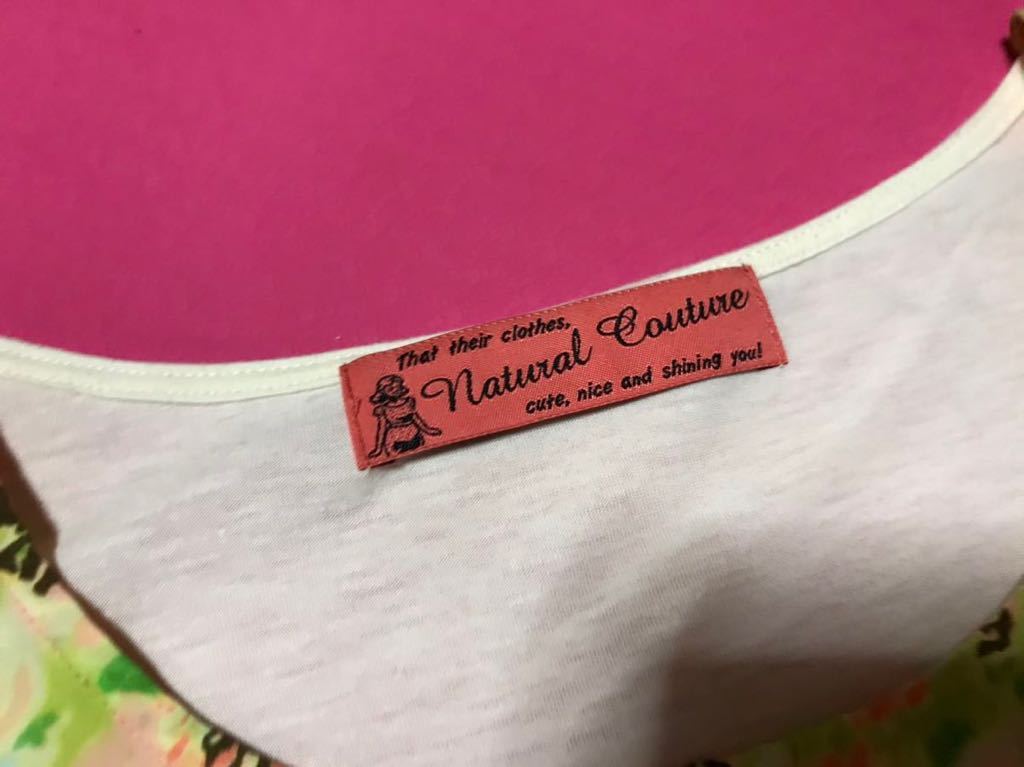 That their clothes,
Natural Couture
cute, nice and shining you!